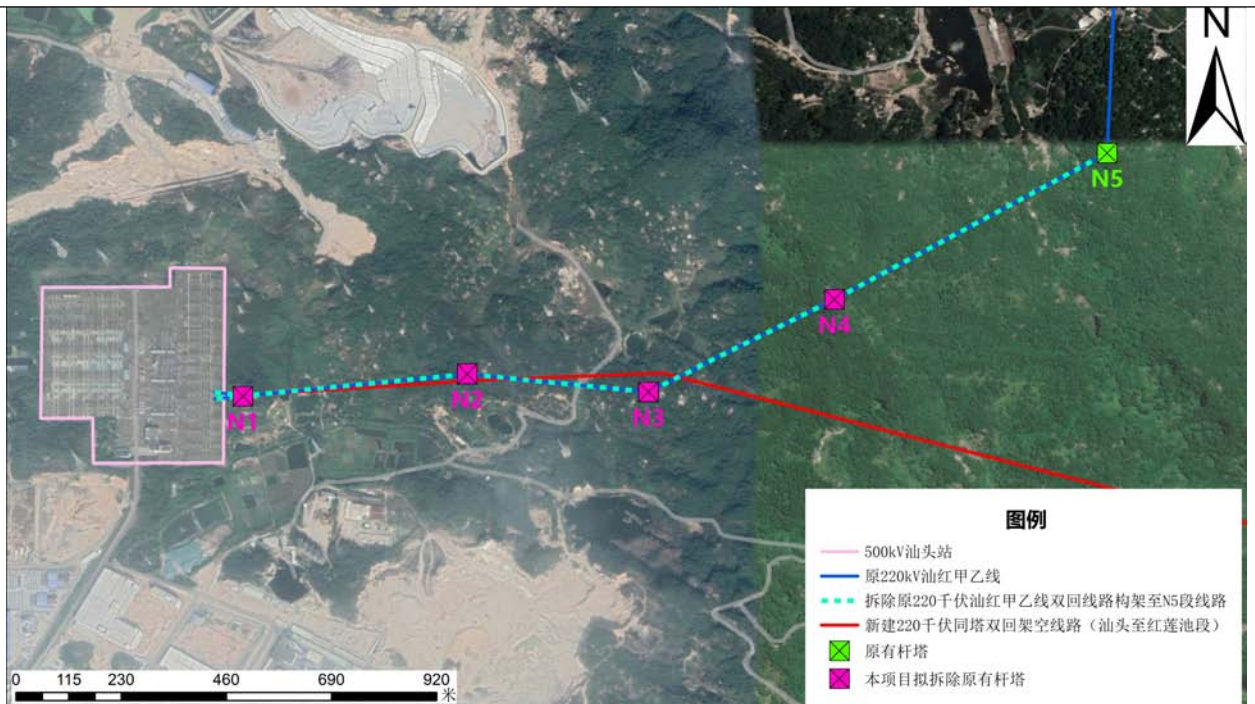 N
N5
N4
N2
N1
N3
图例
500kV汕头站
原220kV汕红甲乙线
拆除原220千伏汕红甲乙线双回线路构架至N5段线路
新建220千伏同塔双回架空线路（汕头至红莲池段）
原有杆塔
本项目拟拆除原有杆塔
0 115 230 460 690 920
米